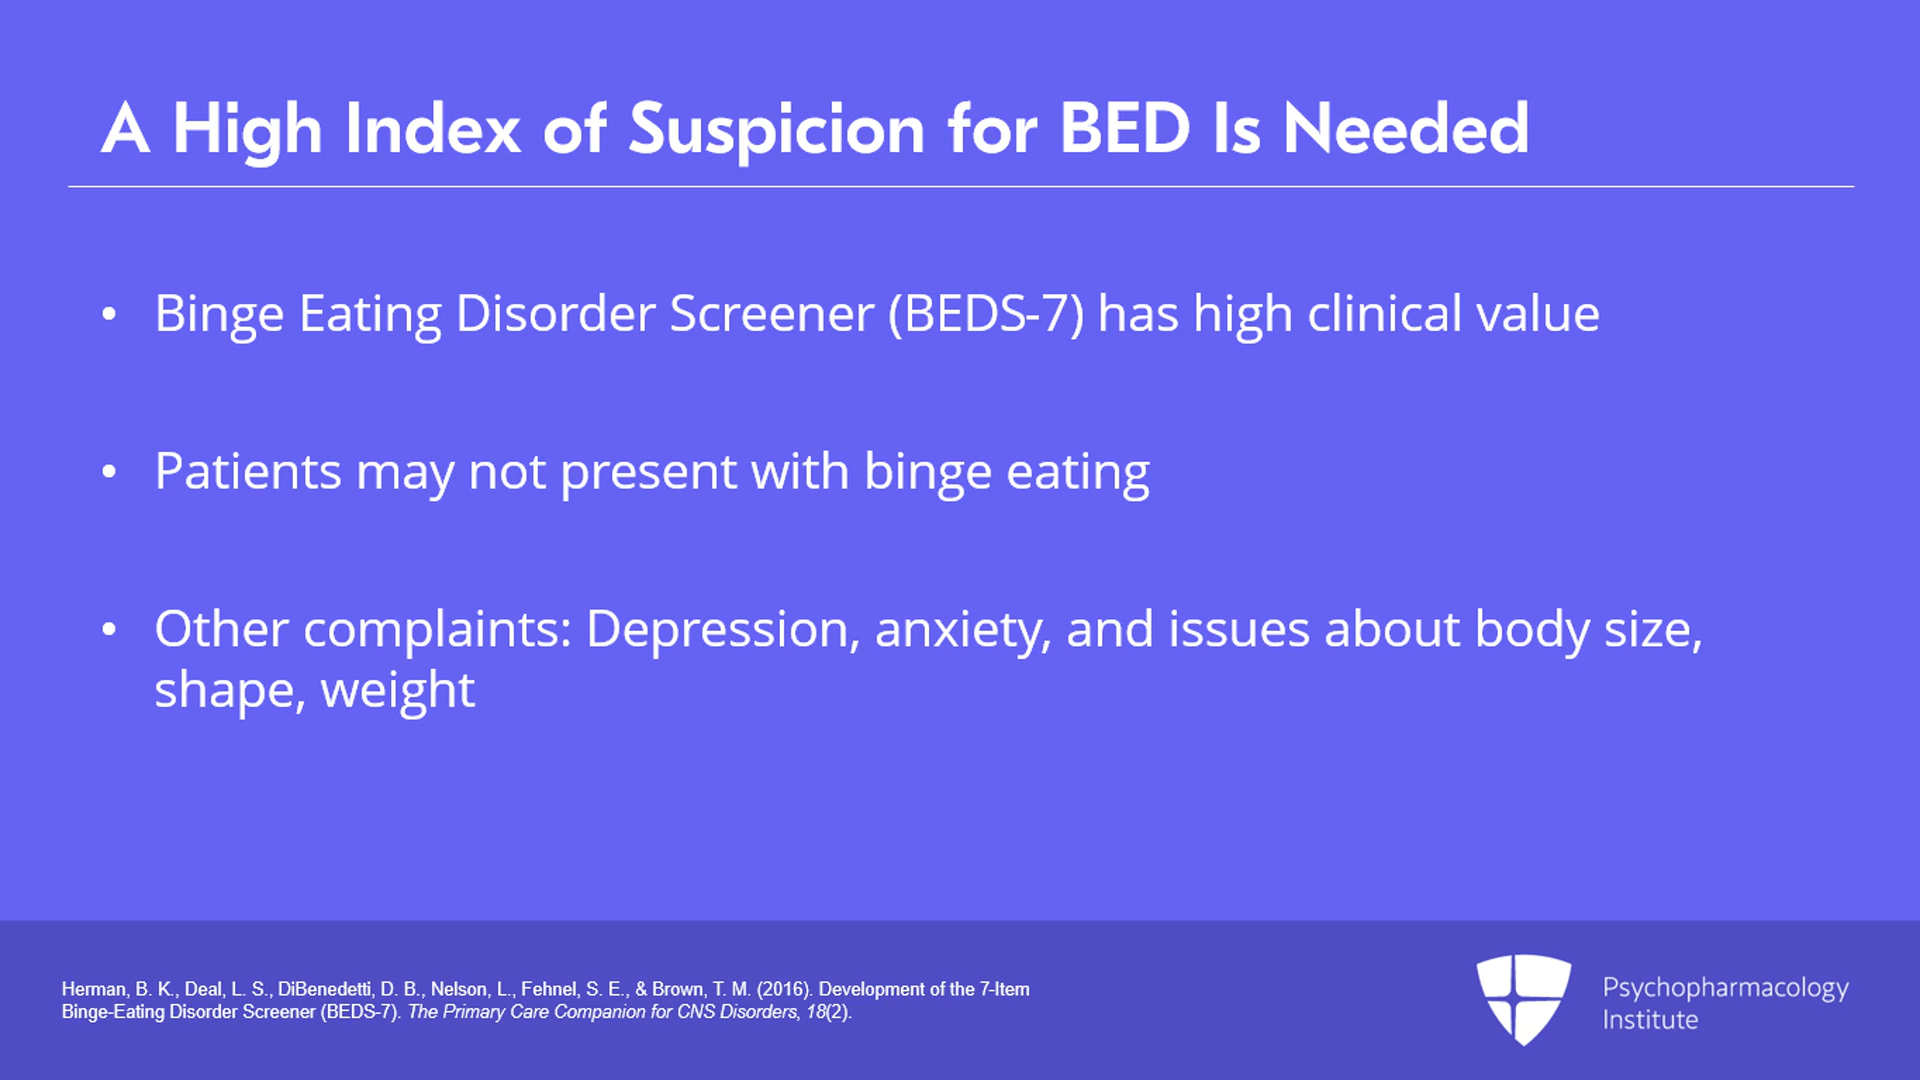 A High Index of Suspicion for BED Is Needed
• Binge Eating Disorder Screener (BEDS-7) has high clinical value
• Patients may not present with binge eating
• Other complaints: Depression, anxiety, and issues about body size,
shape, weight
Herman, B. K., Deal, L. S., DiBenedetti, D. B., Nelson, L., Fehnel, S. E., & Brown, T. M. (2016). Development of the 7-Item
Binge-Eating Disorder Screener (BEDS-7). The Primary Care Companion for CNS Disorders, 18(2).
Psychopharmacology
Institute